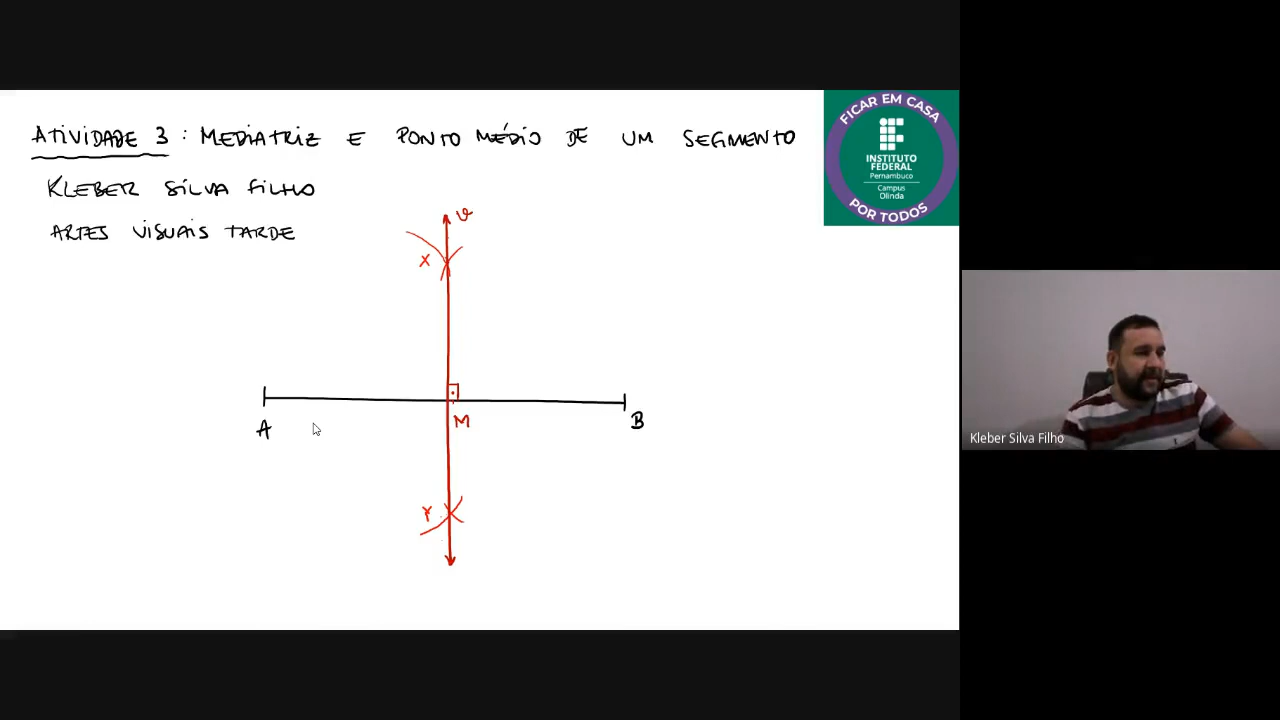 ATIVIDADE 3 : MEDIATRIZ E PONTO MÉDIO DE UM SEGMENTO
KLEBER SILVA FILHO
ARTES VISUAIS TARDE
FICAR EM CASA
INSTITUTO
FEDERAL
Pernambuco
Campus
Olinda
POR TODOS
X
M
A
B
Y
Kleber Silva Filho